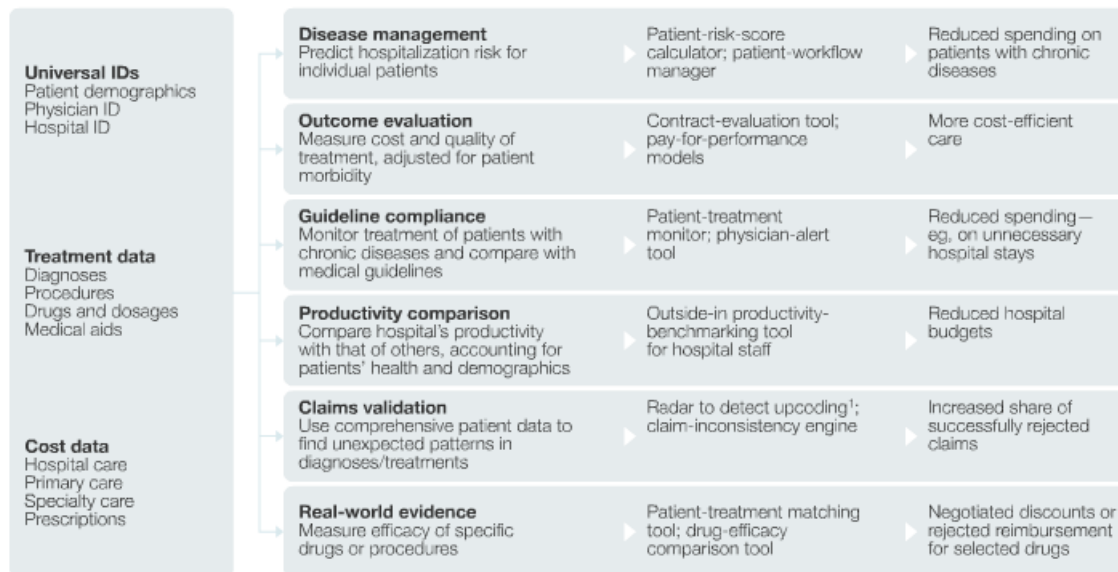 Universal IDs
Patient demographics
Physician ID
Hospital ID
Treatment data
Diagnoses
Procedures
Drugs and dosages
Medical aids
Cost data
Hospital care
Primary care
Specialty care
Prescriptions
Disease management
Predict hospitalization risk for
individual patients
Patient-risk-score
calculator; patient-workflow
manager
Reduced spending on
patients with chronic
diseases
Outcome evaluation
Measure cost and quality of
treatment, adjusted for patient
morbidity
Contract-evaluation tool;
pay-for-performance
models
More cost-efficient
care
Guideline compliance
Monitor treatment of patients with
chronic diseases and compare with
medical guidelines
Patient-treatment
monitor; physician-alert
tool
Reduced spending—
eg, on unnecessary
hospital stays
Productivity comparison
Compare hospital's productivity
with that of others, accounting for
patients' health and demographics
Outside-in productivity-
benchmarking tool
for hospital staff
Reduced hospital
budgets
Claims validation
Use comprehensive patient data to
find unexpected patterns in
diagnoses/treatments
Radar to detect upcoding¹;
claim-inconsistency engine
Increased share of
successfully rejected
claims
Real-world evidence
Measure efficacy of specific
drugs or procedures
Patient-treatment matching
tool; drug-efficacy
comparison tool
Negotiated discounts or
rejected reimbursement
for selected drugs